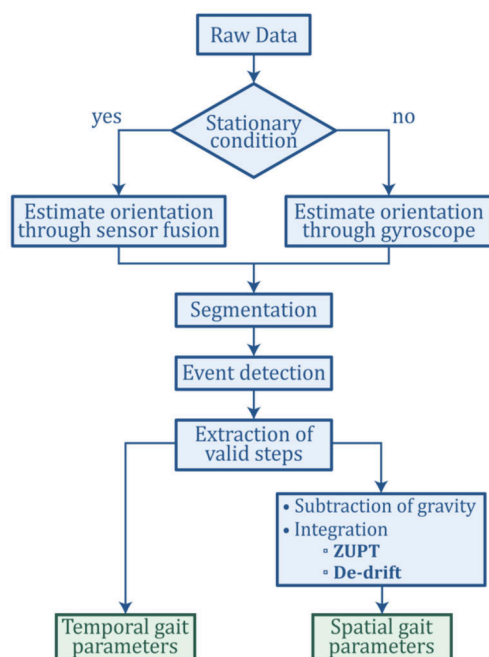 Raw Data
yes
Stationary
condition
no
Estimate orientation
through sensor fusion
Estimate orientation
through gyroscope
Segmentation
Event detection
Extraction of
valid steps
• Subtraction of gravity
• Integration
▫ ZUPT
▫ De-drift
Temporal gait
parameters
Spatial gait
parameters